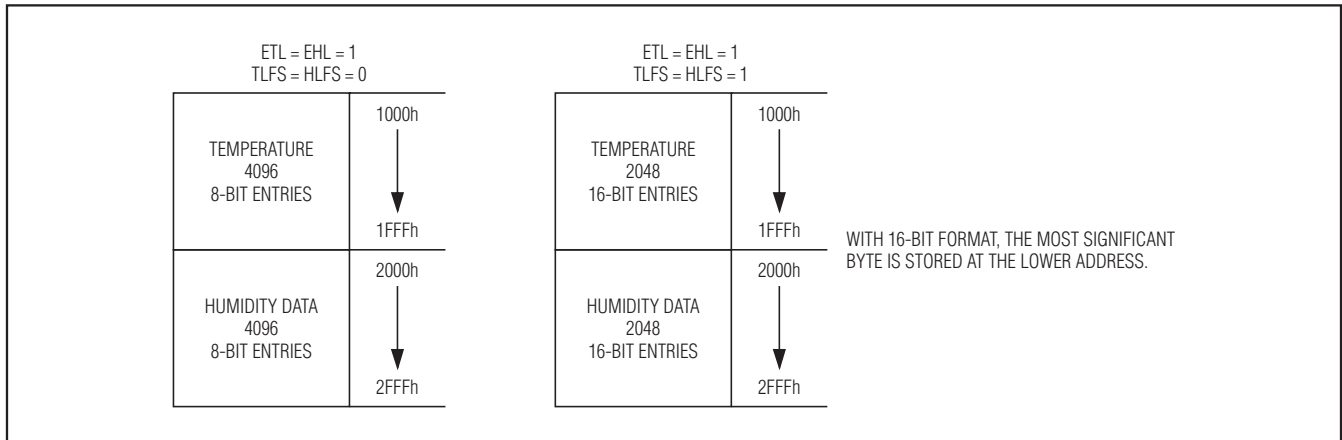 ETL = EHL = 1
TLFS = HLFS = 0
1000h
TEMPERATURE
4096
8-BIT ENTRIES
1FFFh
2000h
HUMIDITY DATA
4096
8-BIT ENTRIES
2FFFh
ETL = EHL = 1
TLFS = HLFS = 1
1000h
TEMPERATURE
2048
16-BIT ENTRIES
1FFFh
2000h
HUMIDITY DATA
2048
16-BIT ENTRIES
2FFFh
WITH 16-BIT FORMAT, THE MOST SIGNIFICANT
BYTE IS STORED AT THE LOWER ADDRESS.